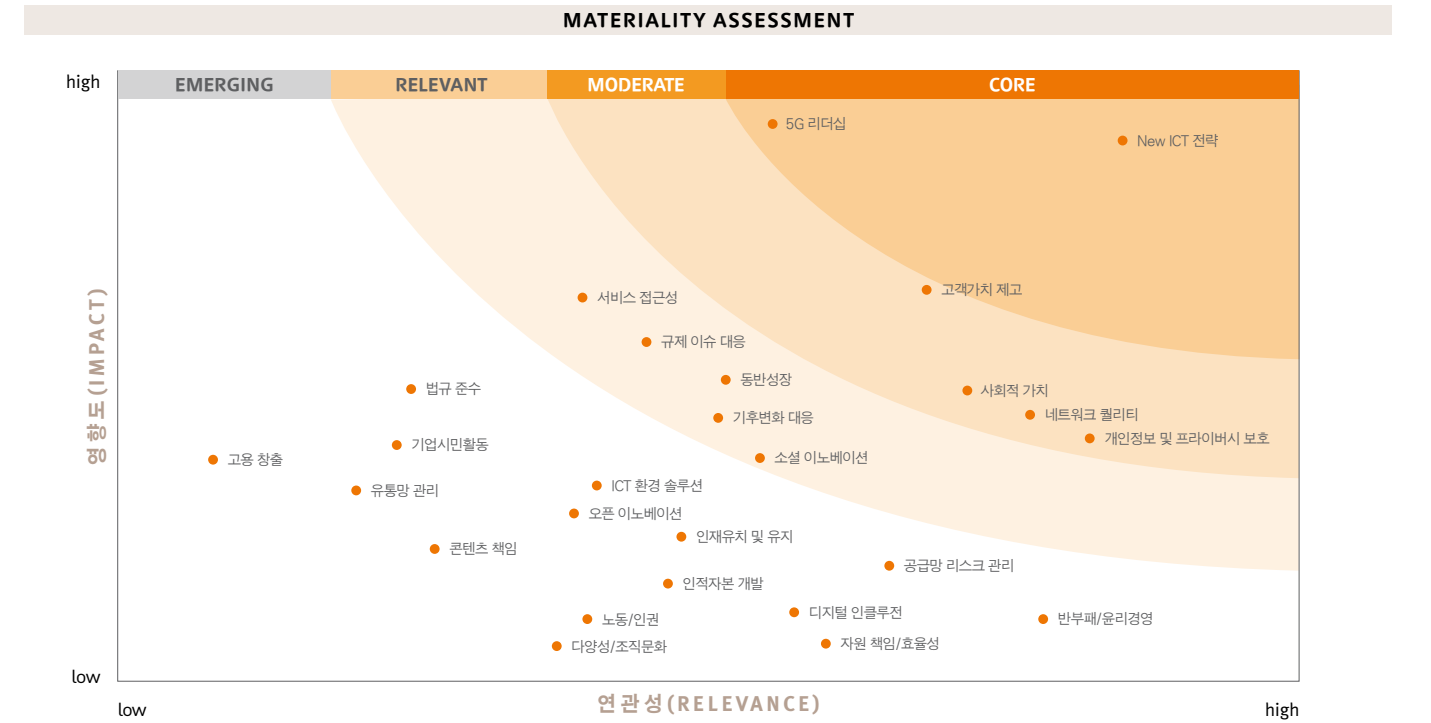 MATERIALITY ASSESSMENT
high
EMERGING
RELEVANT
MODERATE
CORE
5G 리더십
New ICT 전략
고객가치 제고
서비스 접근성
규제 이슈 대응
동반성장
법규 준수
사회적 가치
네트워크 퀄리티
기후변화 대응
개인정보 및 프라이버시 보호
기업시민활동
고용 창출
소셜 이노베이션
유통망 관리
ICT 환경 솔루션
오픈 이노베이션
인재유치 및 유지
콘텐츠 책임
공급망 리스크 관리
인적자본 개발
디지털 인클루전
노동/인권
반부패/윤리경영
다양성/조직문화
자원 책임/효율성
영향도(IMPACT)
low
low
연관성(RELEVANCE)
high